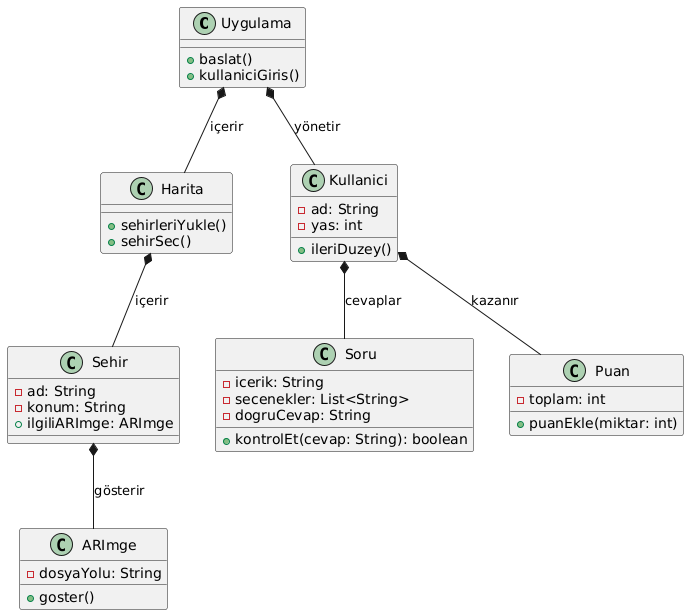 C Uygulama
baslat()
kullaniciGiris()
içerir
yönetir
C Harita
sehirleriYukle()
sehirSec()
C Kullanici
ad: String
yas: int
ileriDuzey()
içerir
cevaplar
kazanır
C Sehir
ad: String
konum: String
ilgiliARImge: ARImge
C Soru
icerik: String
secenekler: List<String>
dogruCevap: String
kontrolEt(cevap: String): boolean
C Puan
toplam: int
puanEkle(miktar: int)
gösterir
C ARImge
dosyaYolu: String
goster()